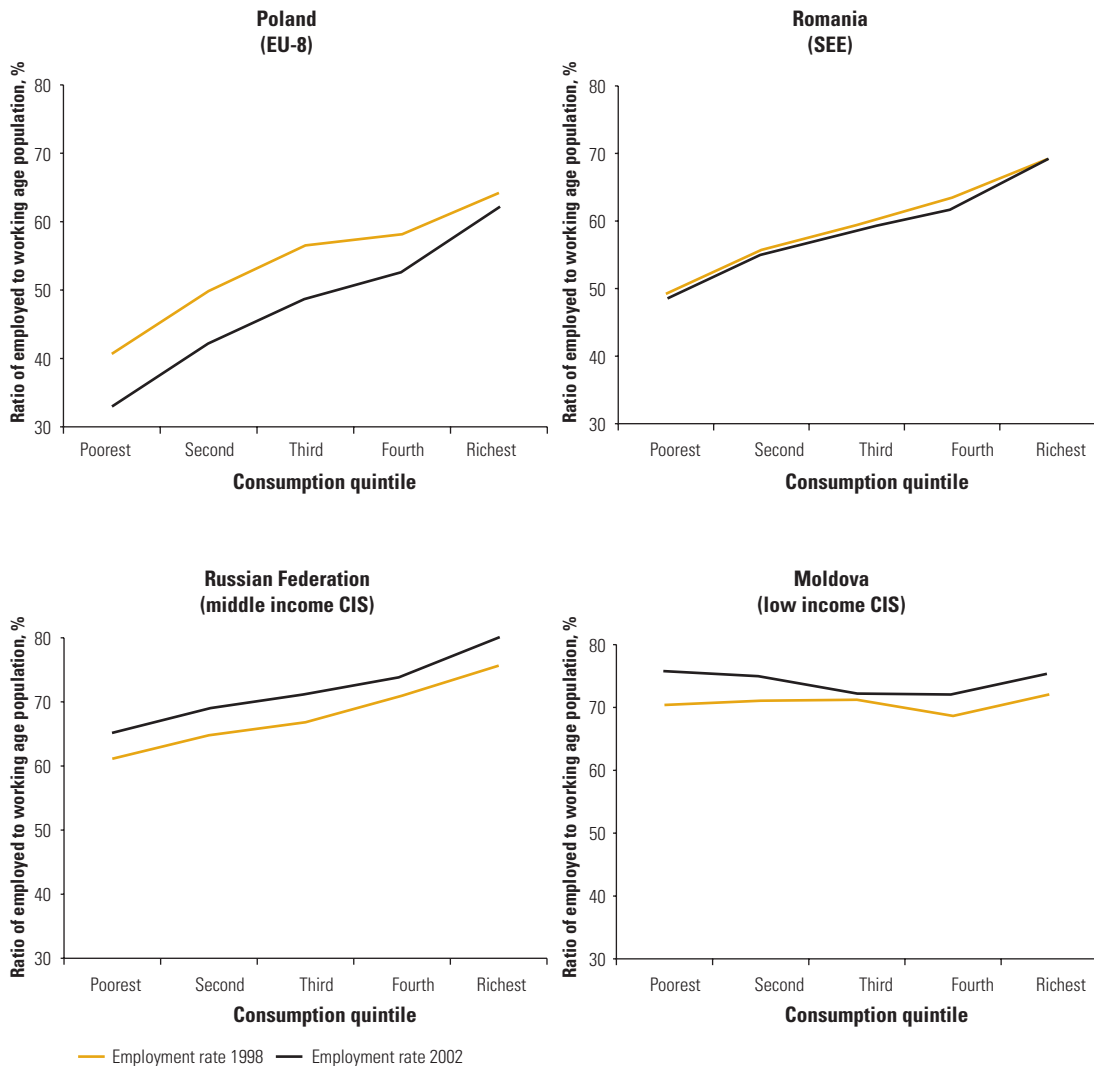 Poland
(EU-8)
Ratio of employed to working age population, %
80
70
60
50
40
30
Poorest Second Third Fourth Richest
Consumption quintile
Romania
(SEE)
Ratio of employed to working age population, %
80
70
60
50
40
30
Poorest Second Third Fourth Richest
Consumption quintile
Russian Federation
(middle income CIS)
Ratio of employed to working age population, %
80
70
60
50
40
30
Poorest Second Third Fourth Richest
Consumption quintile
Moldova
(low income CIS)
Ratio of employed to working age population, %
80
70
60
50
40
30
Poorest Second Third Fourth Richest
Consumption quintile
Employment rate 1998 Employment rate 2002